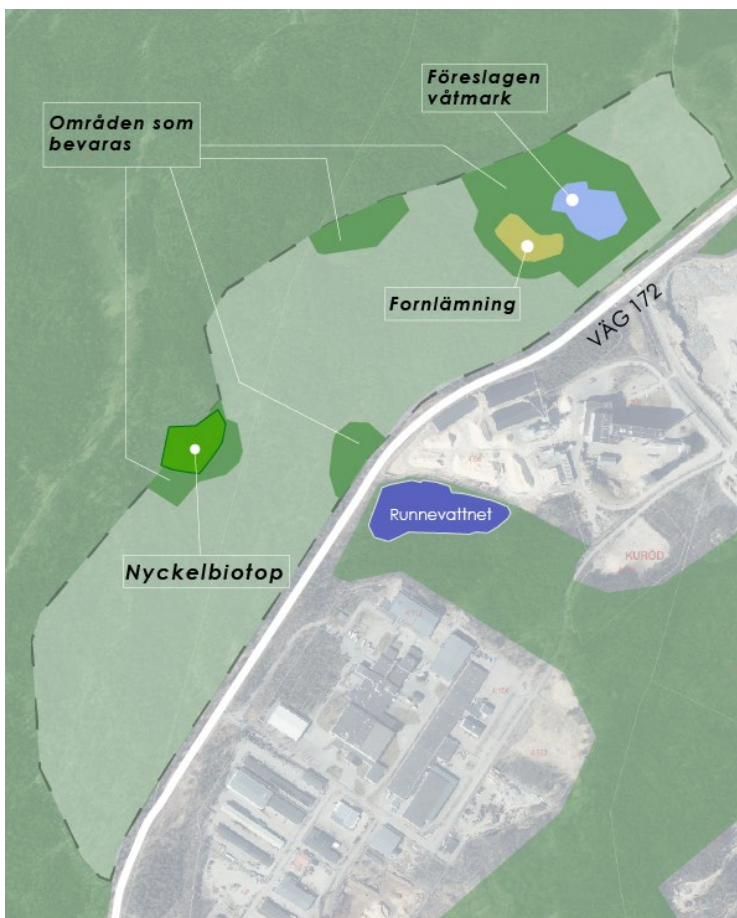 Föreslagen
våtmark
Områden som
bevaras
Fornlämning
VÄG 172
Runnevattnet
KURÖD
Nyckelbiotop